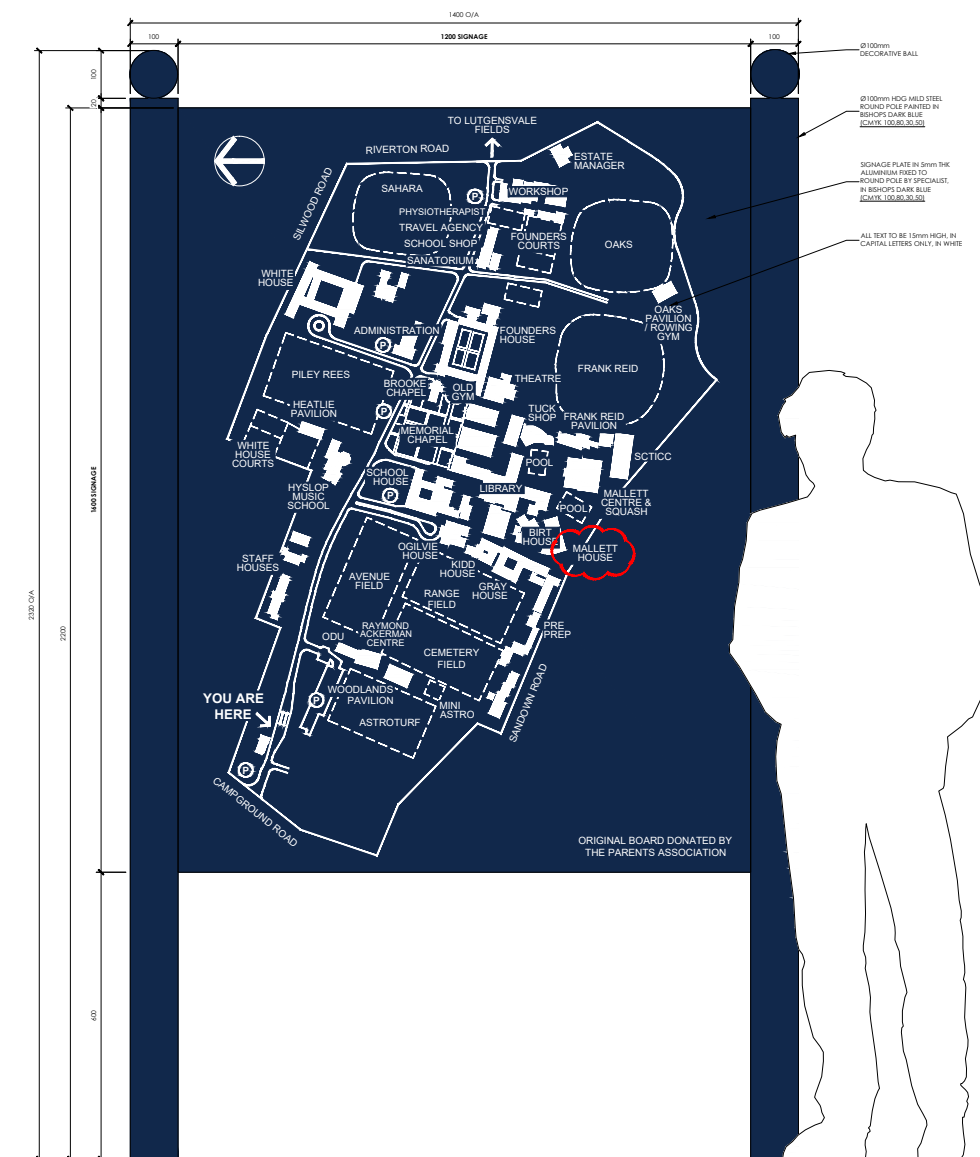 1400 O/A
100
1200 SIGNAGE
100
Ø100mm
DECORATIVE BALL
100
20
Ø100mm HDG MILD STEEL
ROUND POLE PAINTED IN
BISHOPS DARK BLUE
(CMYK 100,80,30,50)
SIGNAGE PLATE IN 5mm THK
ALUMINIUM FIXED TO
ROUND POLE BY SPECIALIST,
IN BISHOPS DARK BLUE
(CMYK 100,80,30,50)
ALL TEXT TO BE 15mm HIGH, IN
CAPITAL LETTERS ONLY, IN WHITE
TO LUTGENSVALE
FIELDS
RIVERTON ROAD
ESTATE
MANAGER
SILWOOD ROAD
SAHARA
P
WORKSHOP
PHYSIOTHERAPIST
TRAVEL AGENCY
SCHOOL SHOP
SANATORIUM
FOUNDERS
COURTS
OAKS
WHITE
HOUSE
OAKS
PAVILION
/ ROWING
GYM
ADMINISTRATION
P
FOUNDERS
HOUSE
FRANK REID
PILEY REES
BROOKE
CHAPEL
OLD
GYM
THEATRE
HEATLIE
PAVILION
P
TUCK
SHOP
FRANK REID
PAVILION
MEMORIAL
CHAPEL
WHITE
HOUSE
COURTS
SCTICC
POOL
SCHOOL
HOUSE
P
HYSLOP
MUSIC
SCHOOL
LIBRARY
MALLETT
CENTRE &
SQUASH
POOL
BIRT
HOUSE
MALLETT
HOUSE
OGILVIE
HOUSE
KIDD
HOUSE
GRAY
HOUSE
STAFF
HOUSES
AVENUE
FIELD
RANGE
FIELD
PRE
PREP
RAYMOND
ACKERMAN
CENTRE
ODU
CEMETERY
FIELD
SANDOWN ROAD
WOODLANDS
PAVILION
P
MINI
ASTRO
ASTROTURF
YOU ARE
HERE
P
CAMPGROUND ROAD
ORIGINAL BOARD DONATED BY
THE PARENTS ASSOCIATION
1600 SIGNAGE
2320 O/A
2200
600